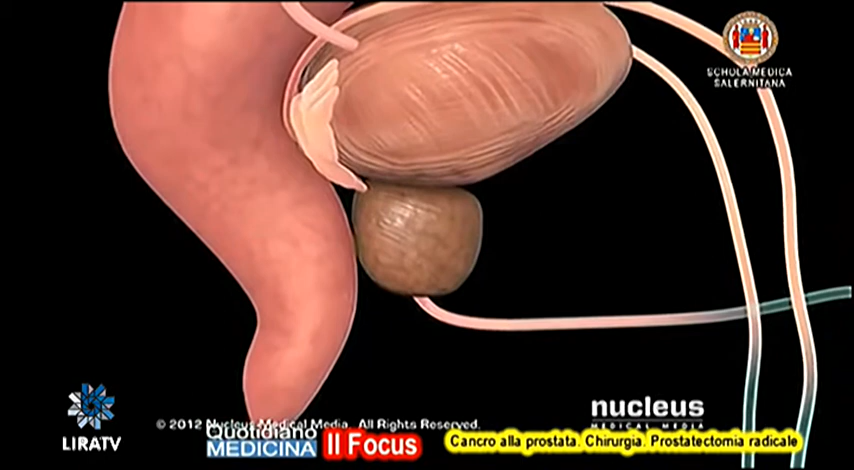 SCHOLA MEDICA
SALERNITANA
LIRATV
© 2012 Nucleus Medical Media. All Rights Reserved.
nucleus
MEDICAL MEDIA
Quotidiano
MEDICINA
Il Focus
Cancro alla prostata. Chirurgia. Prostatectomia radicale